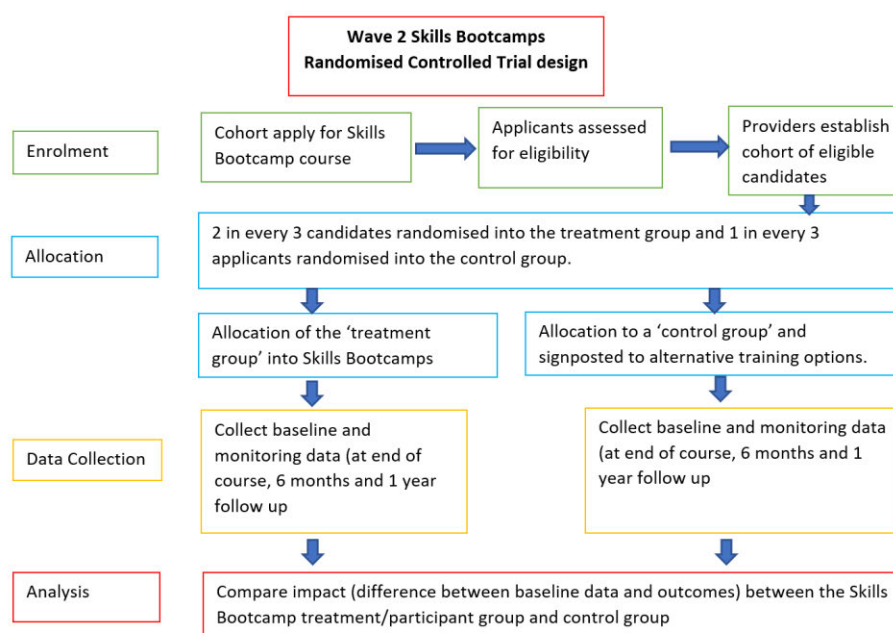 Wave 2 Skills Bootcamps
Randomised Controlled Trial design
Enrolment
Cohort apply for Skills
Bootcamp course
Applicants assessed
for eligibility
Providers establish
cohort of eligible
candidates
Allocation
2 in every 3 candidates randomised into the treatment group and 1 in every 3
applicants randomised into the control group.
Allocation of the ‘treatment
group’ into Skills Bootcamps
Allocation to a ‘control group’ and
signposted to alternative training options.
Data Collection
Collect baseline and
monitoring data (at end of
course, 6 months and 1 year
follow up
Collect baseline and monitoring data
(at end of course, 6 months and 1
year follow up
Analysis
Compare impact (difference between baseline data and outcomes) between the Skills
Bootcamp treatment/participant group and control group